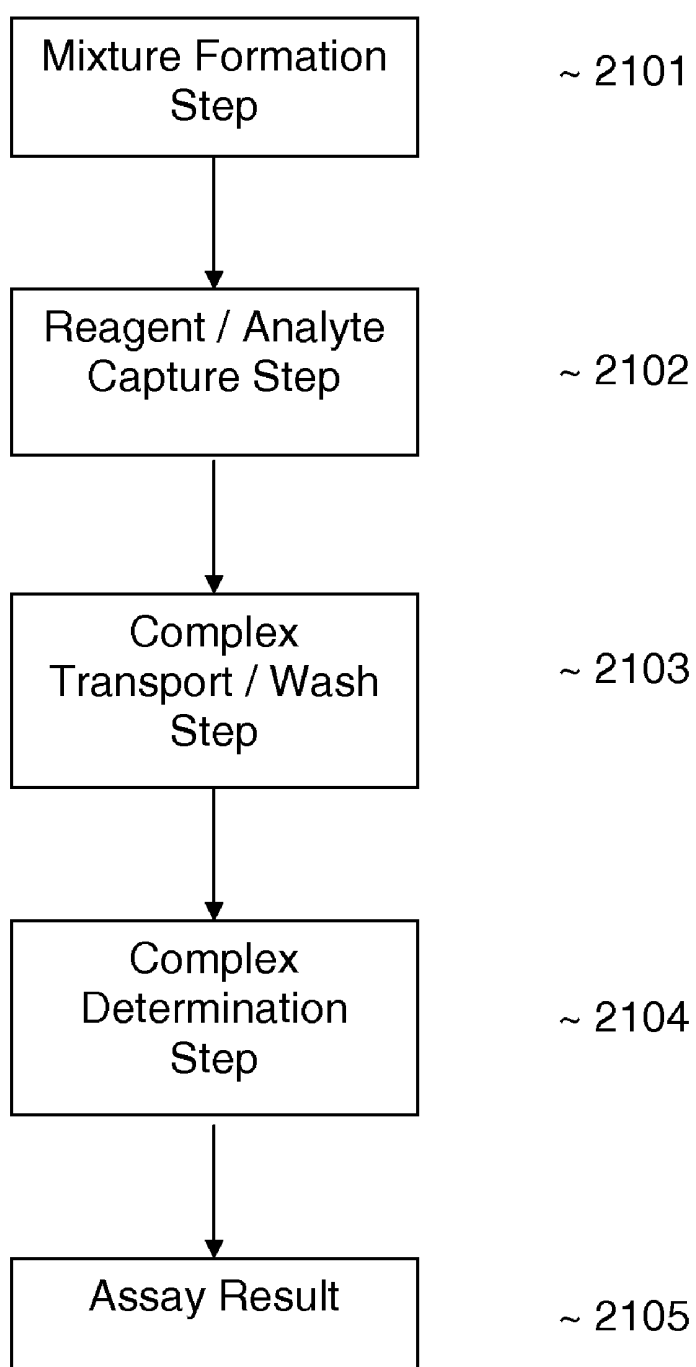 Mixture Formation
Step
~ 2101
Reagent / Analyte
Capture Step
~ 2102
Complex
Transport / Wash
Step
~ 2103
Complex
Determination
Step
~ 2104
Assay Result
~ 2105